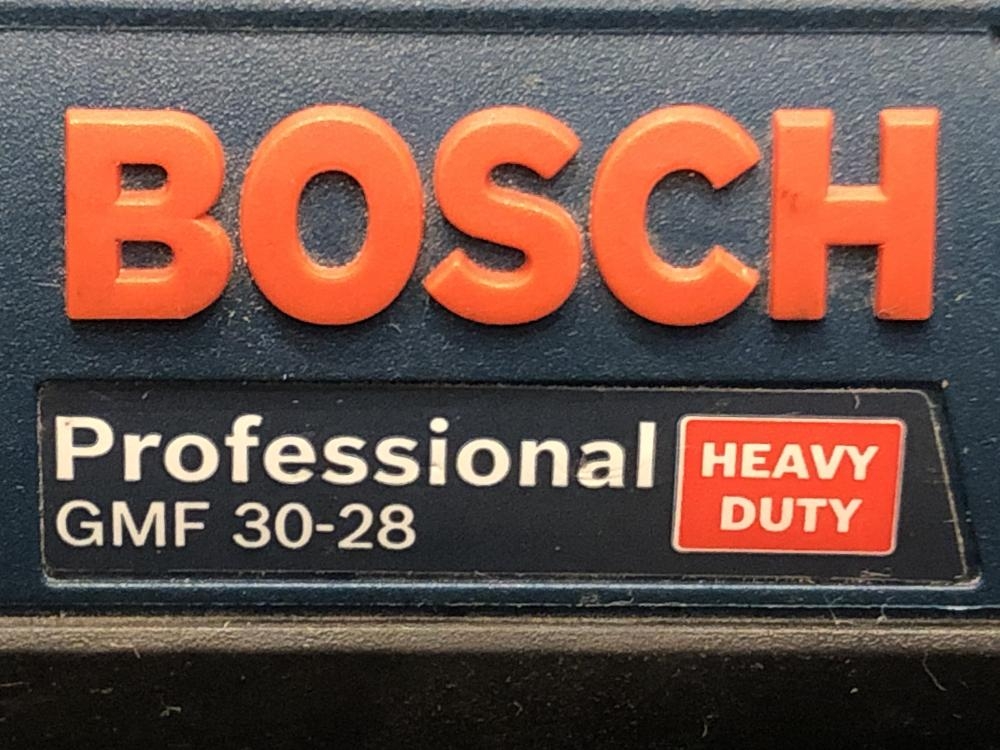 BOSCH
Professional
GMF 30-28
HEAVY
DUTY